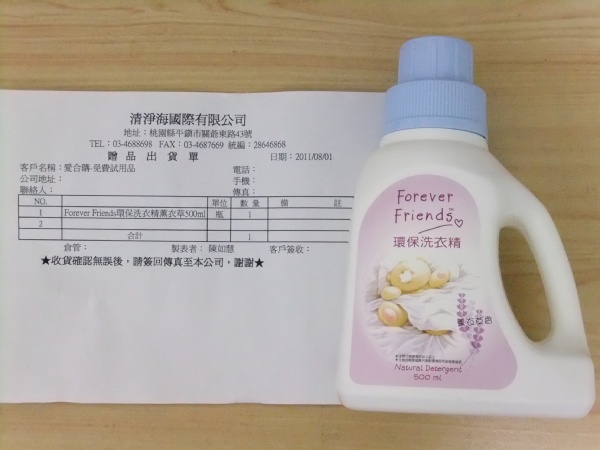 清淨海國際有限公司
地址：桃園縣平鎮市關爺東路43號
TEL：03-4688698 FAX：03-4687669 統編：28646868
贈 品 出 貨 單 日期：2011/08/01
客戶名稱：愛合購-免費試用品 電話：
公司地址： 手機：
聯絡人： 傳真：
NO. 單位 數 量 備 註
1 Forever Friends環保洗衣精薰衣草500ml 瓶 1
2
合計 1
倉管： 製表者： 陳如慧 客戶簽收：
★收貨確認無誤後，請簽回傳真至本公司，謝謝★
Forever
Friends
環保洗衣精
薰衣草香
Natural Detergent
500 ml